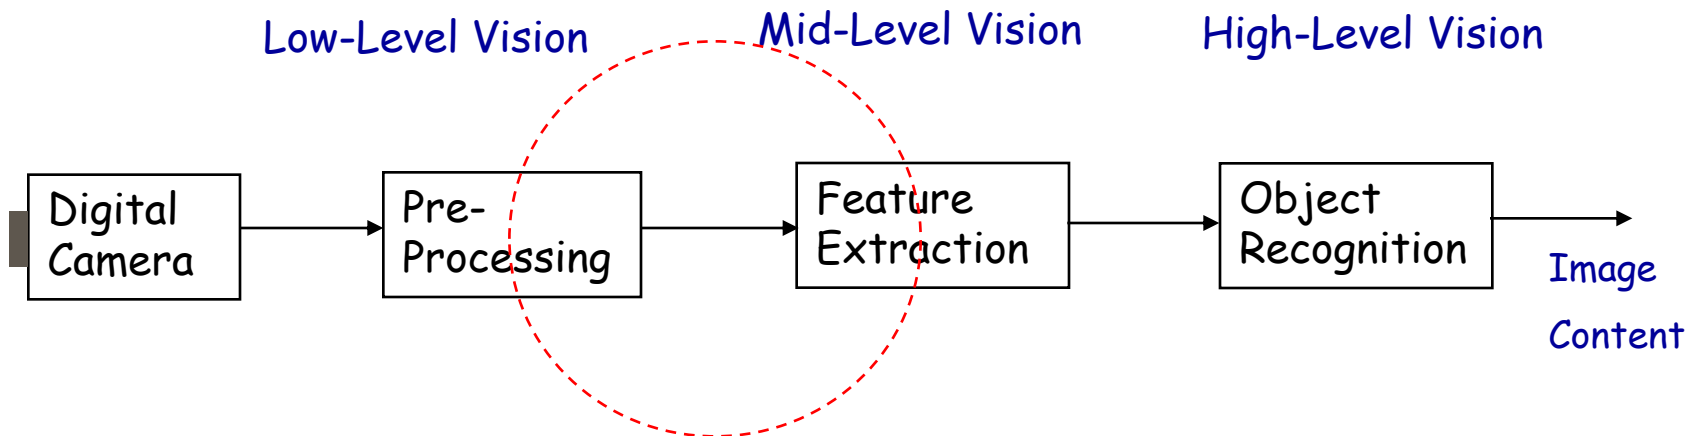 Low-Level Vision
Mid-Level Vision
High-Level Vision
Digital
Camera
Pre-
Processing
Feature
Extraction
Object
Recognition
Image
Content